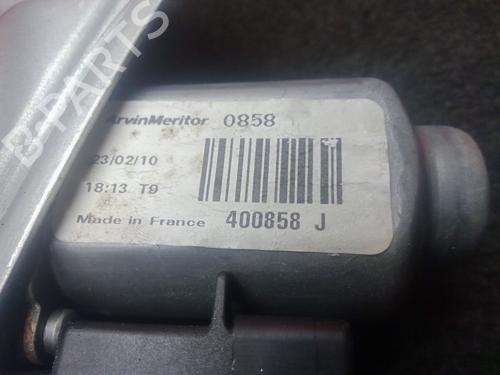 ArvinMeritor 0858
23/02/10
18:13 T9
Made in France 400858 J
B-PARTS